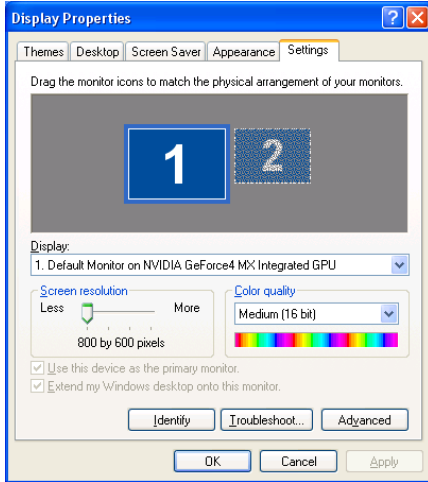 Display Properties
Themes Desktop Screen Saver Appearance Settings
Drag the monitor icons to match the physical arrangement of your monitors.
1 2
Display:
1. Default Monitor on NVIDIA GeForce4 MX Integrated GPU
Screen resolution Color quality
Less More Medium (16 bit)
800 by 600 pixels
Use this device as the primary monitor.
Extend my Windows desktop onto this monitor.
Identify Troubleshoot... Advanced
OK Cancel Apply